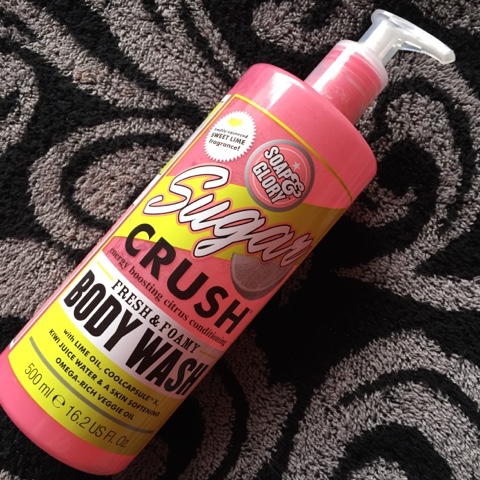 freshly squeezed
SWEET LIME
fragrance!
SOAP &
GLORY
Sugar
CRUSH
energy boosting citrus conditioning
FRESH & FOAMY
BODY WASH
with LIME OIL, COOLCAPSULE™ X,
KIWI JUICE WATER & A SKIN SOFTENING
OMEGA-RICH VEGGIE OIL
500 ml ℮ 16.2 US FL Oz